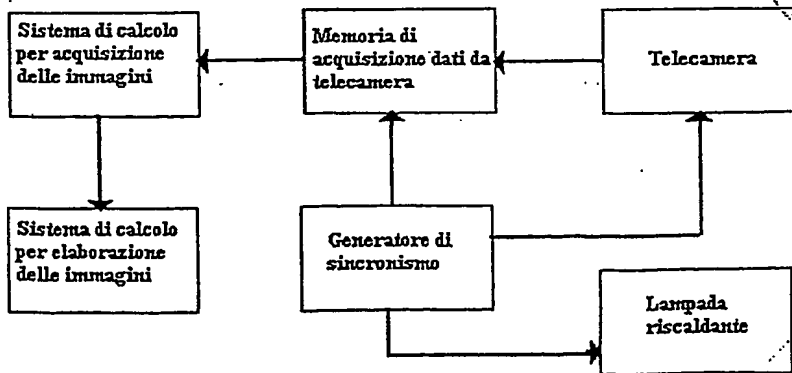 Sistema di calcolo
per acquisizione
delle immagini
Memoria di
acquisizione dati da
telecamera
Telecamera
Sistema di calcolo
per elaborazione
delle immagini
Generatore di
sincronismo
Lampada
riscaldante